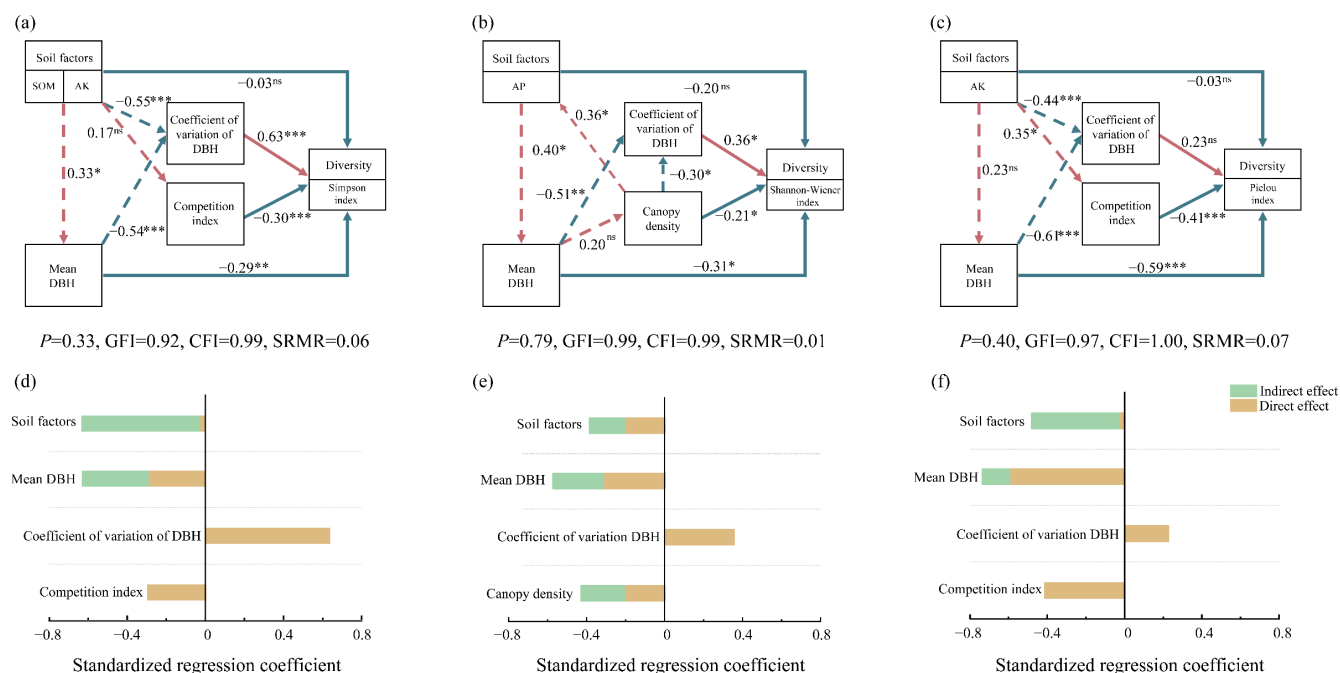 (a)
Soil factors
SOM
AK
−0.03ns
−0.55***
0.17ns
Coefficient of
variation of
DBH
0.63***
0.33*
Diversity
Simpson
index
Competition
index
−0.30***
−0.54***
Mean
DBH
−0.29**
P=0.33, GFI=0.92, CFI=0.99, SRMR=0.06
(b)
Soil factors
AP
−0.20ns
0.36*
Coefficient of
variation of
DBH
0.36*
0.40*
Diversity
Shannon-Wiener
index
−0.30*
−0.51**
Canopy
density
−0.21*
0.20ns
Mean
DBH
−0.31*
P=0.79, GFI=0.99, CFI=0.99, SRMR=0.01
(c)
Soil factors
AK
−0.03ns
−0.44***
0.35*
Coefficient of
variation of
DBH
0.23ns
0.23ns
Diversity
Pielou
index
Competition
index
−0.41***
−0.61***
Mean
DBH
−0.59***
P=0.40, GFI=0.97, CFI=1.00, SRMR=0.07
(d)
Soil factors
Mean DBH
Coefficient of variation of DBH
Competition index
−0.8 −0.4 0 0.4 0.8
Standardized regression coefficient
(e)
Soil factors
Mean DBH
Coefficient of variation DBH
Canopy density
−0.8 −0.4 0 0.4 0.8
Standardized regression coefficient
(f)
Indirect effect
Direct effect
Soil factors
Mean DBH
Coefficient of variation DBH
Competition index
−0.8 −0.4 0 0.4 0.8
Standardized regression coefficient